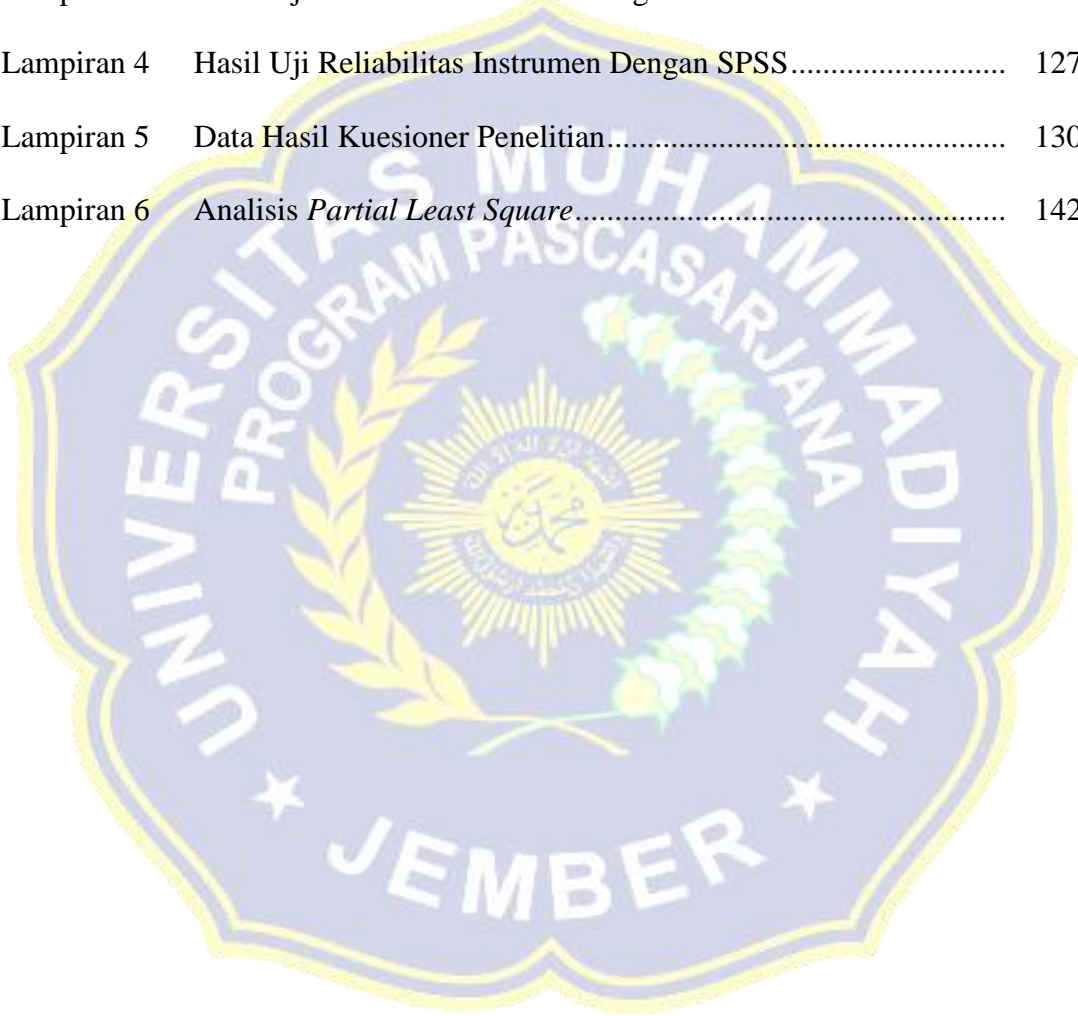 Lampiran 4 Hasil Uji Reliabilitas Instrumen Dengan SPSS.......................... 127
Lampiran 5 Data Hasil Kuesioner Penelitian................................................. 130
Lampiran 6 Analisis Partial Least Square..................................................... 142
UNIVERSITAS MUHAMMADIYAH
PROGRAM PASCASARJANA
JEMBER